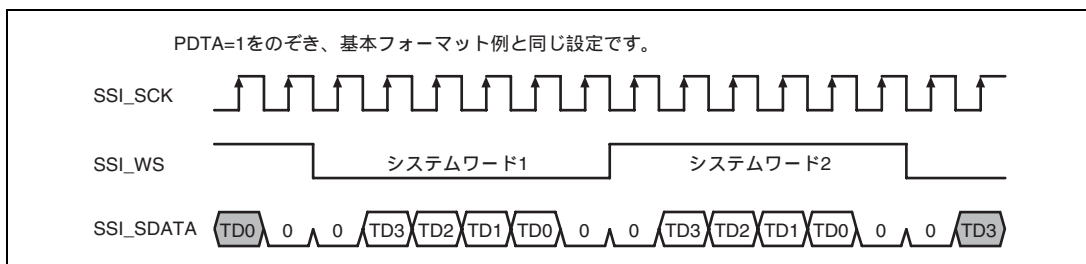 PDTA=1をのぞき、基本フォーマット例と同じ設定です。
SSI_SCK
SSI_WS システムワード1 システムワード2
SSI_SDATA TD0 0 0 TD3 TD2 TD1 TD0 0 0 TD3 TD2 TD1 TD0 0 0 TD3